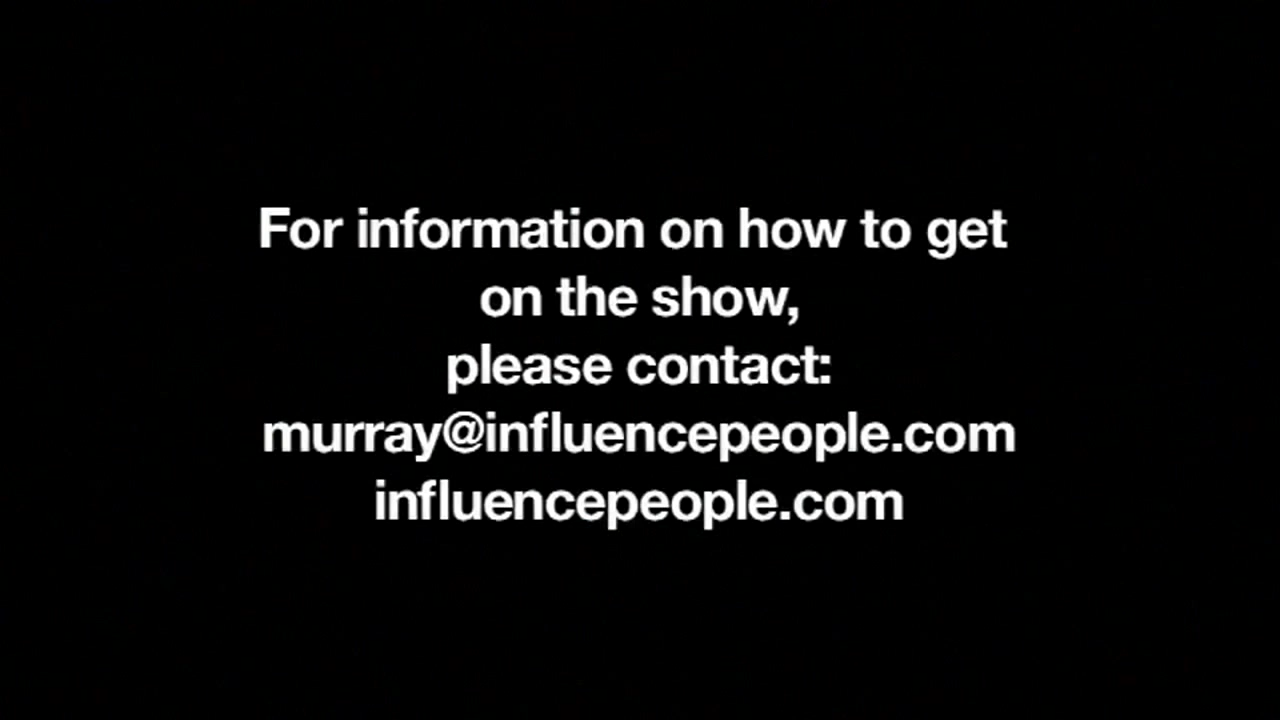 For information on how to get
on the show,
please contact:
murray@influencepeople.com
influencepeople.com